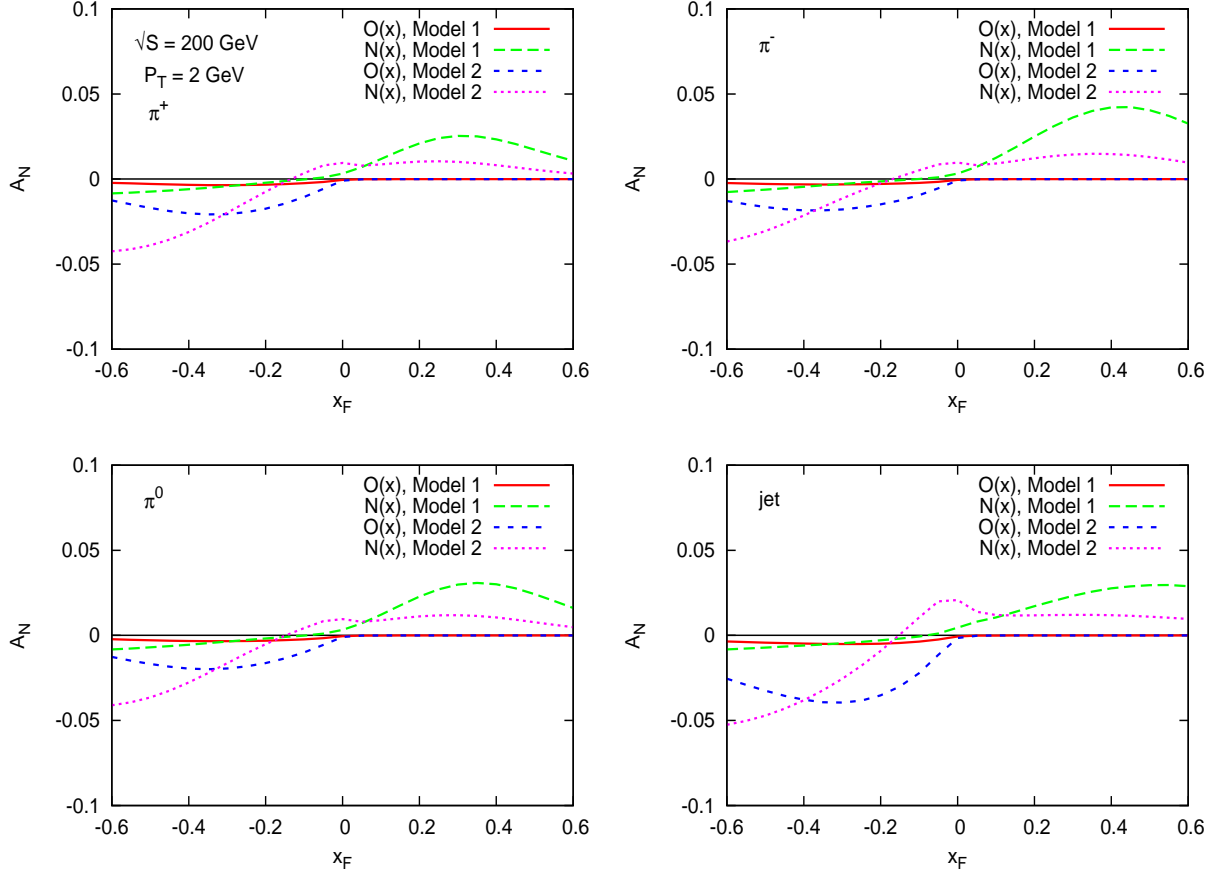 √S = 200 GeV
P_T = 2 GeV
π⁺
O(x), Model 1
N(x), Model 1
O(x), Model 2
N(x), Model 2
A_N
0.1
0.05
0
-0.05
-0.1
-0.6 -0.4 -0.2 0 0.2 0.4 0.6
x_F
π⁻
O(x), Model 1
N(x), Model 1
O(x), Model 2
N(x), Model 2
A_N
0.1
0.05
0
-0.05
-0.1
-0.6 -0.4 -0.2 0 0.2 0.4 0.6
x_F
π⁰
O(x), Model 1
N(x), Model 1
O(x), Model 2
N(x), Model 2
A_N
0.1
0.05
0
-0.05
-0.1
-0.6 -0.4 -0.2 0 0.2 0.4 0.6
x_F
jet
O(x), Model 1
N(x), Model 1
O(x), Model 2
N(x), Model 2
A_N
0.1
0.05
0
-0.05
-0.1
-0.6 -0.4 -0.2 0 0.2 0.4 0.6
x_F